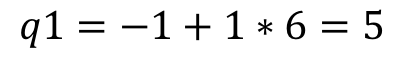 q1 = −1 + 1 ∗ 6 = 5